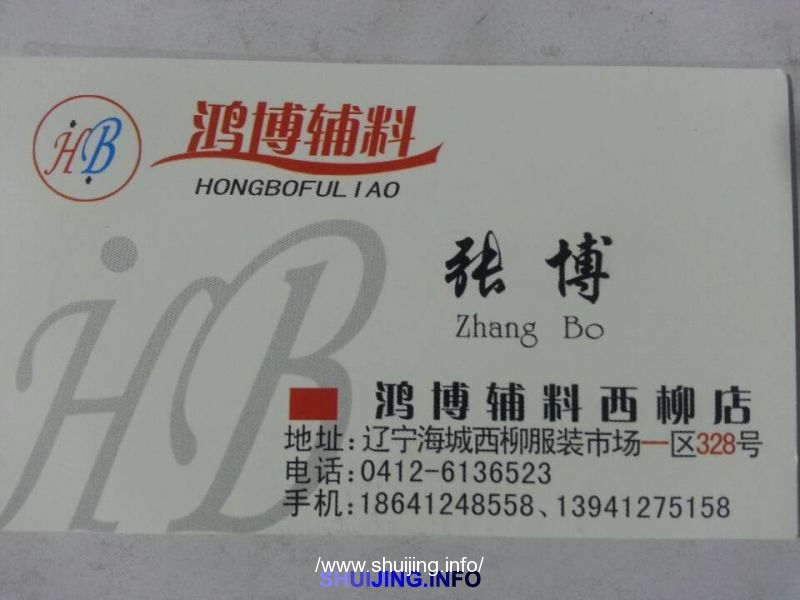 HB
鸿博辅料
HONGBOFULIAO
HB
张博
Zhang Bo
鸿博辅料西柳店
地址:辽宁海城西柳服装市场一区328号
电话:0412-6136523
手机:18641248558、13941275158
/www.shuijing.info/
SHUIJING.INFO